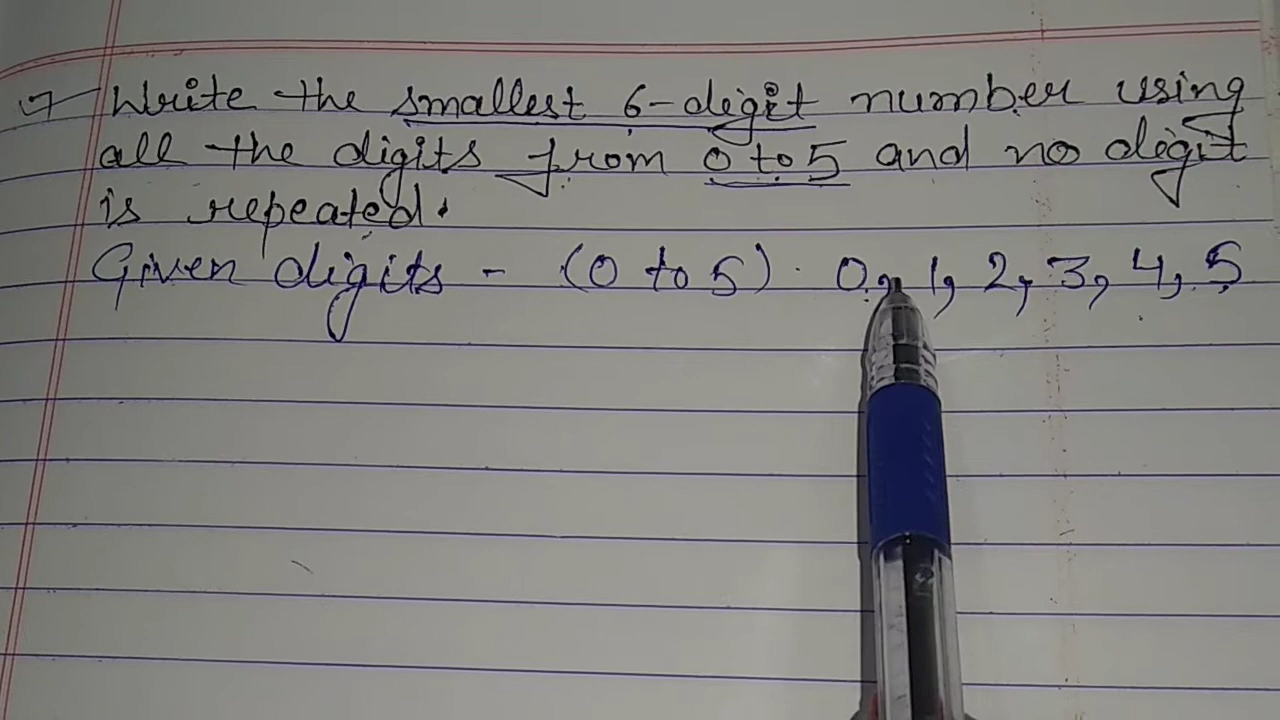 7 Write the smallest 6-digit number using
all the digits from 0 to 5 and no digit
is repeated.
Given digits - (0 to 5). 0, 1, 2, 3, 4, 5